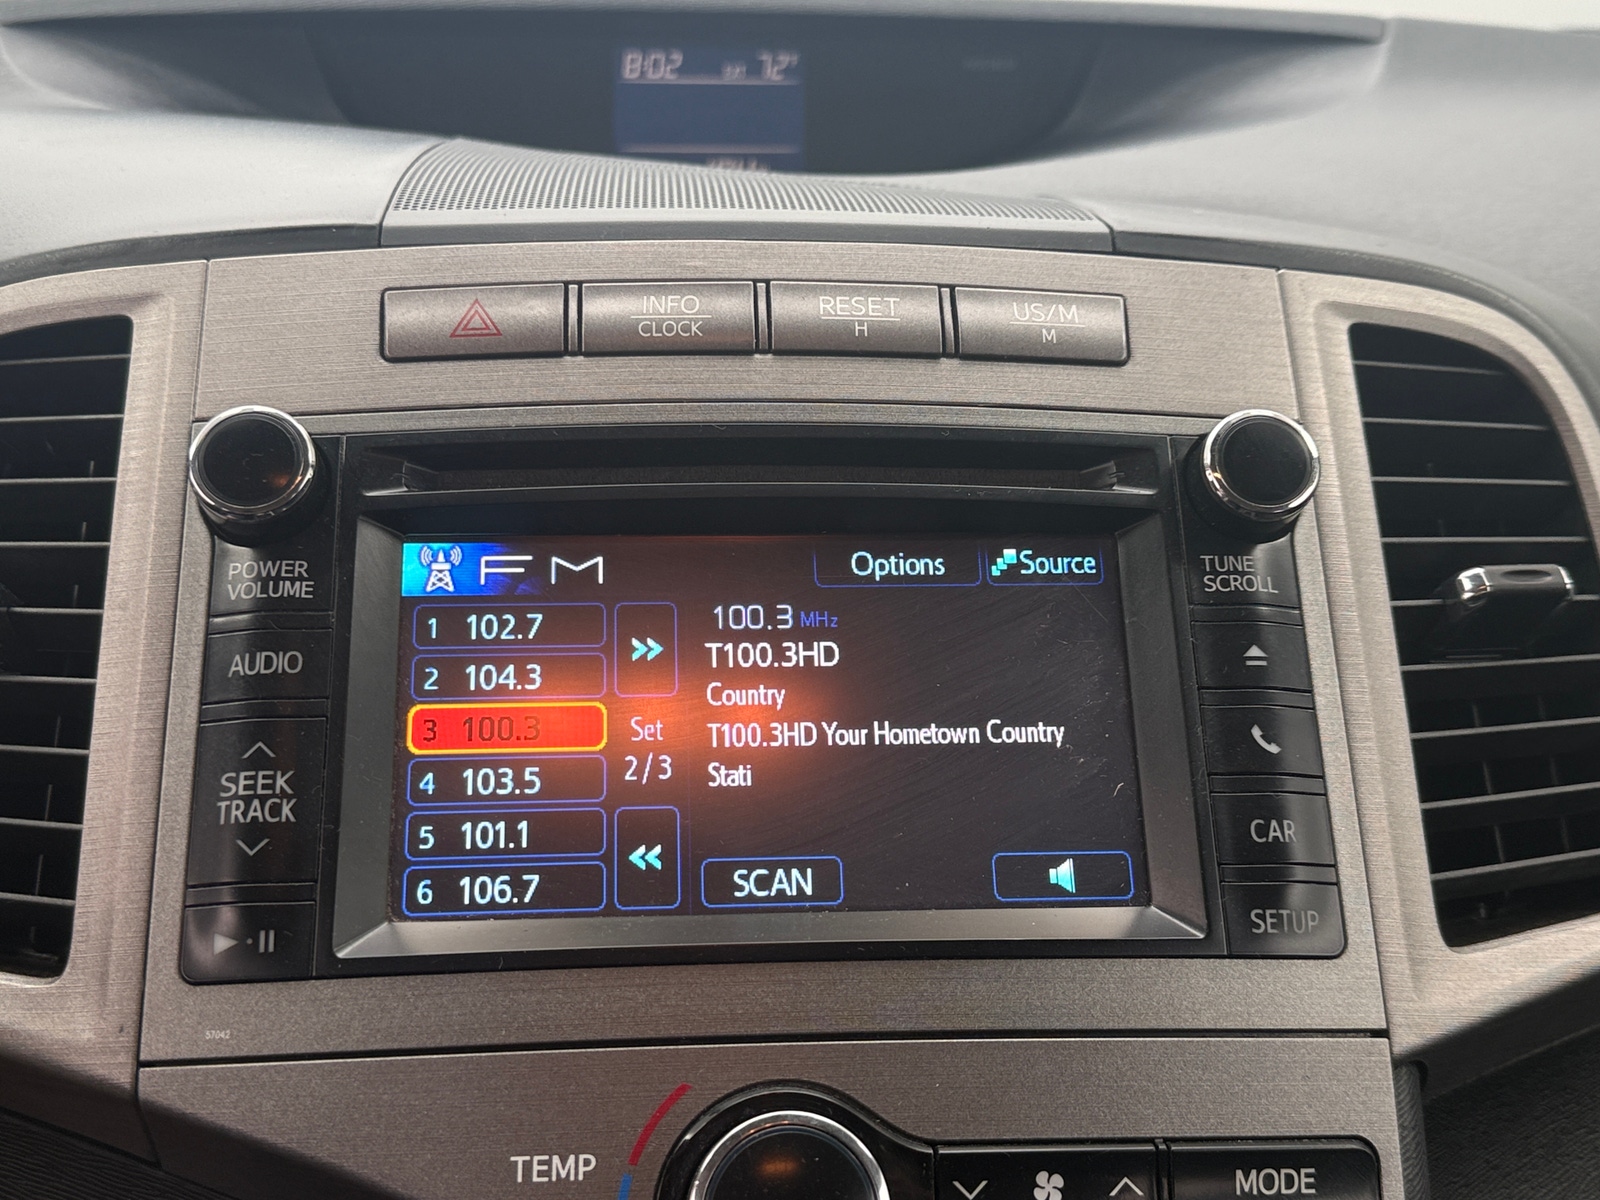 8:02 72°
INFO
CLOCK
RESET
H
US/M
M
POWER
VOLUME
AUDIO
SEEK
TRACK
FM
Options
Source
1 102.7
2 104.3
3 100.3
4 103.5
5 101.1
6 106.7
Set
2/3
100.3 MHz
T100.3HD
Country
T100.3HD Your Hometown Country
Stati
SCAN
TUNE
SCROLL
CAR
SETUP
57042
TEMP
MODE